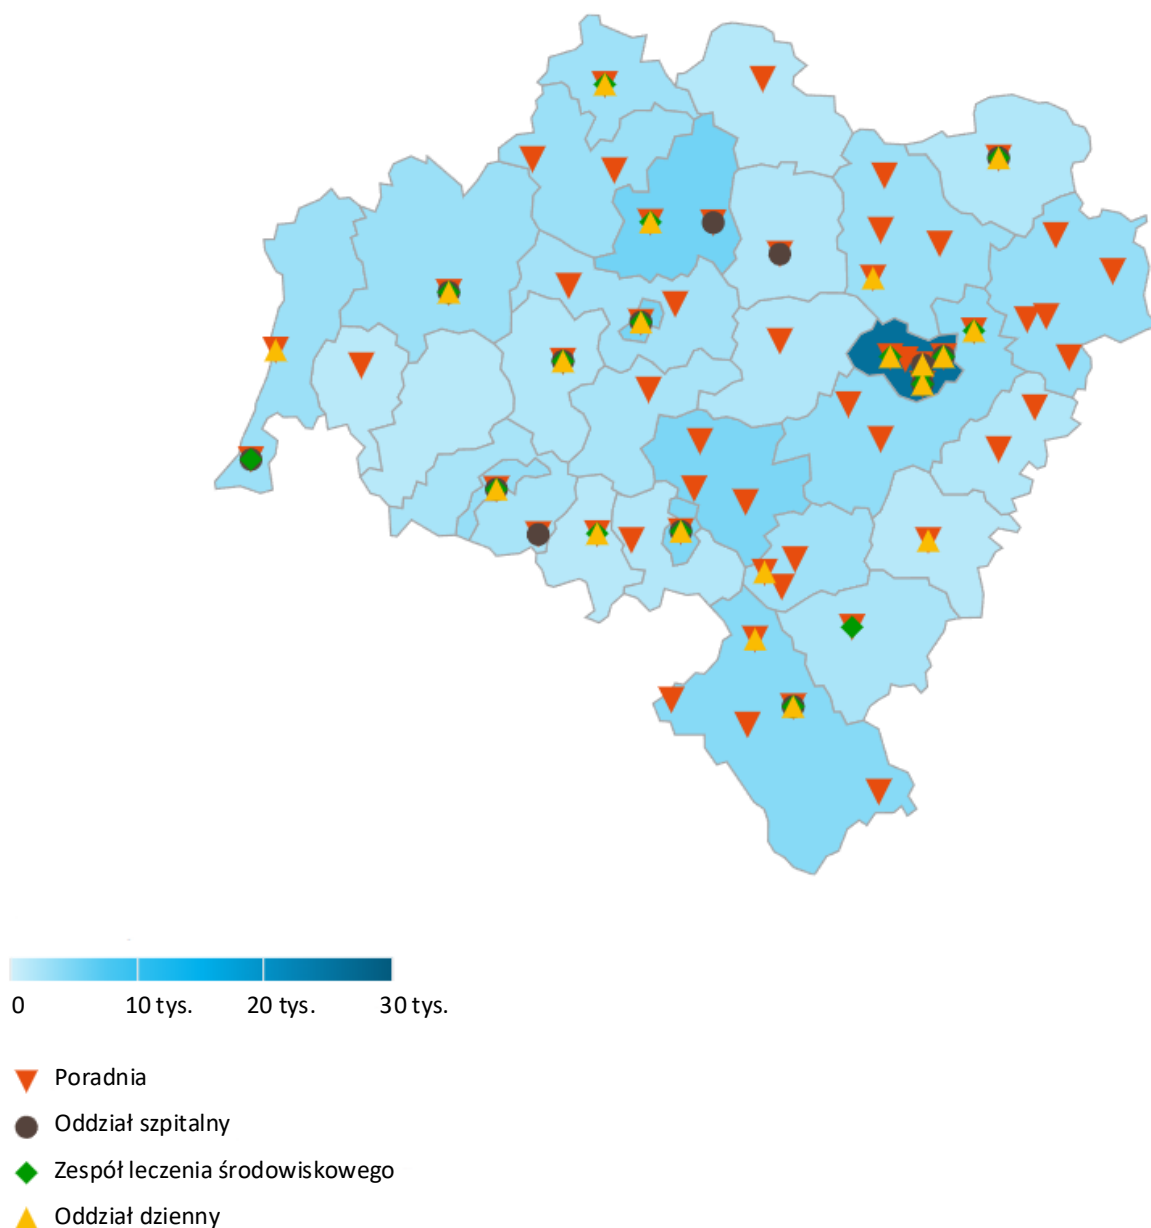 0 10 tys. 20 tys. 30 tys.
Poradnia
Oddział szpitalny
Zespół leczenia środowiskowego
Oddział dzienny